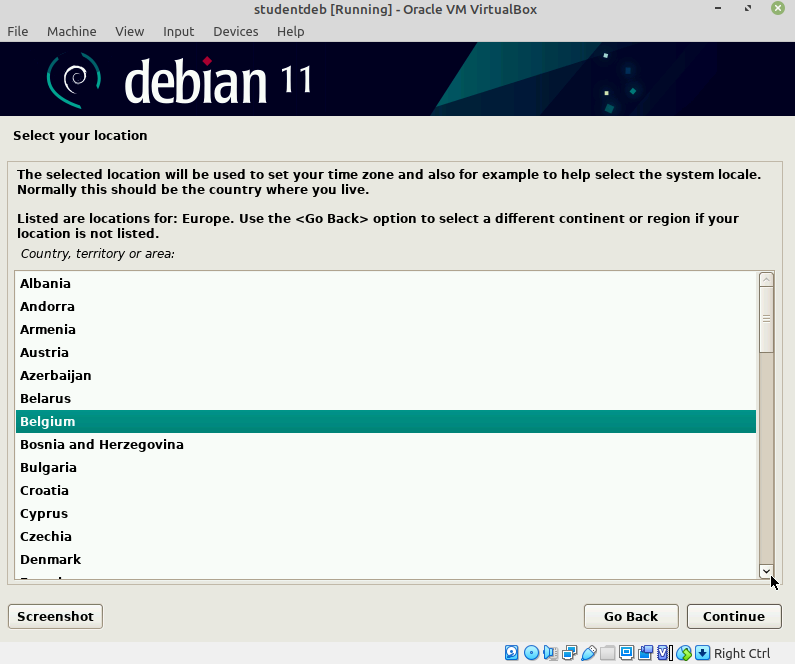 studentdeb [Running] - Oracle VM VirtualBox
File Machine View Input Devices Help
debian 11
Select your location
The selected location will be used to set your time zone and also for example to help select the system locale.
Normally this should be the country where you live.
Listed are locations for: Europe. Use the <Go Back> option to select a different continent or region if your
location is not listed.
Country, territory or area:
Albania
Andorra
Armenia
Austria
Azerbaijan
Belarus
Belgium
Bosnia and Herzegovina
Bulgaria
Croatia
Cyprus
Czechia
Denmark
Screenshot Go Back Continue
Right Ctrl